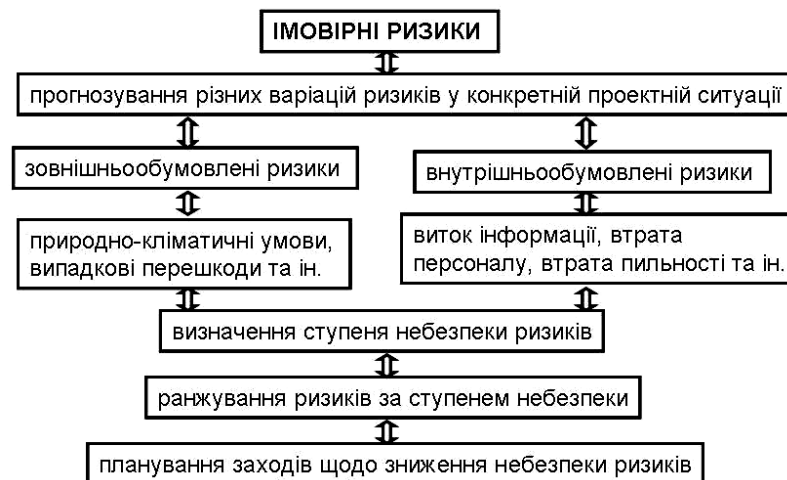 ІМОВІРНІ РИЗИКИ
прогнозування різних варіацій ризиків у конкретній проектній ситуації
зовнішньообумовлені ризики
внутрішньообумовлені ризики
природно-кліматичні умови,
випадкові перешкоди та ін.
виток інформації, втрата
персоналу, втрата пильності та ін.
визначення ступеня небезпеки ризиків
ранжування ризиків за ступенем небезпеки
планування заходів щодо зниження небезпеки ризиків